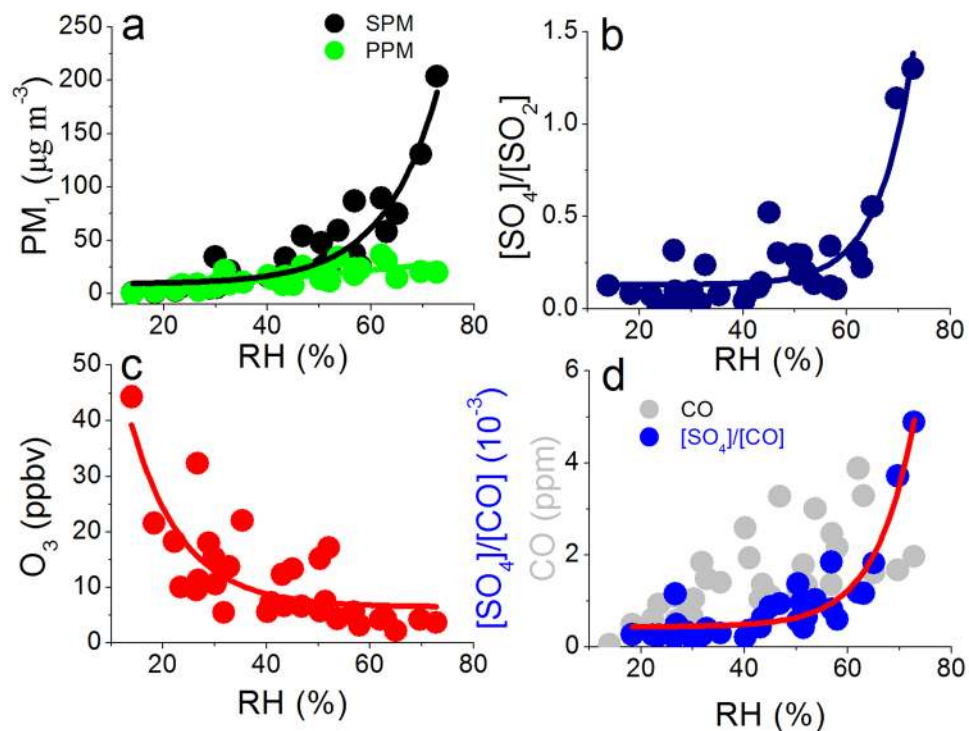 a
SPM
PPM
PM₁ (µg m⁻³)
250
200
150
100
50
0
20 40 60 80
RH (%)
b
[SO₄]/[SO₂]
1.5
1.0
0.5
0.0
20 40 60 80
RH (%)
c
O₃ (ppbv)
50
40
30
20
10
0
20 40 60 80
RH (%)
d
CO
[SO₄]/[CO]
[SO₄]/[CO] (10⁻³)
CO (ppm)
6
4
2
0
20 40 60 80
RH (%)